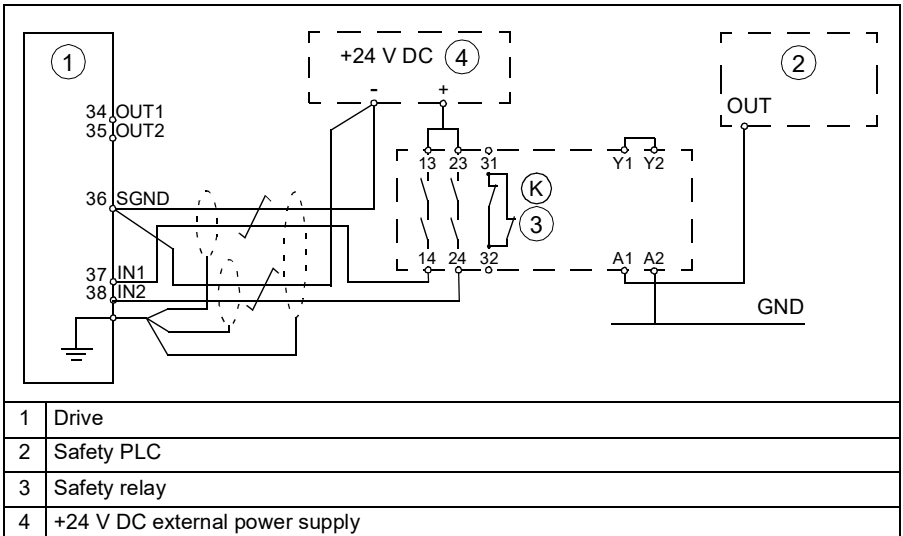 1
+24 V DC 4
2
- +
OUT
34 OUT1
35 OUT2
13 23 31
Y1 Y2
K
36 SGND
3
14 24 32
A1 A2
37 IN1
38 IN2
GND
1 Drive
2 Safety PLC
3 Safety relay
4 +24 V DC external power supply